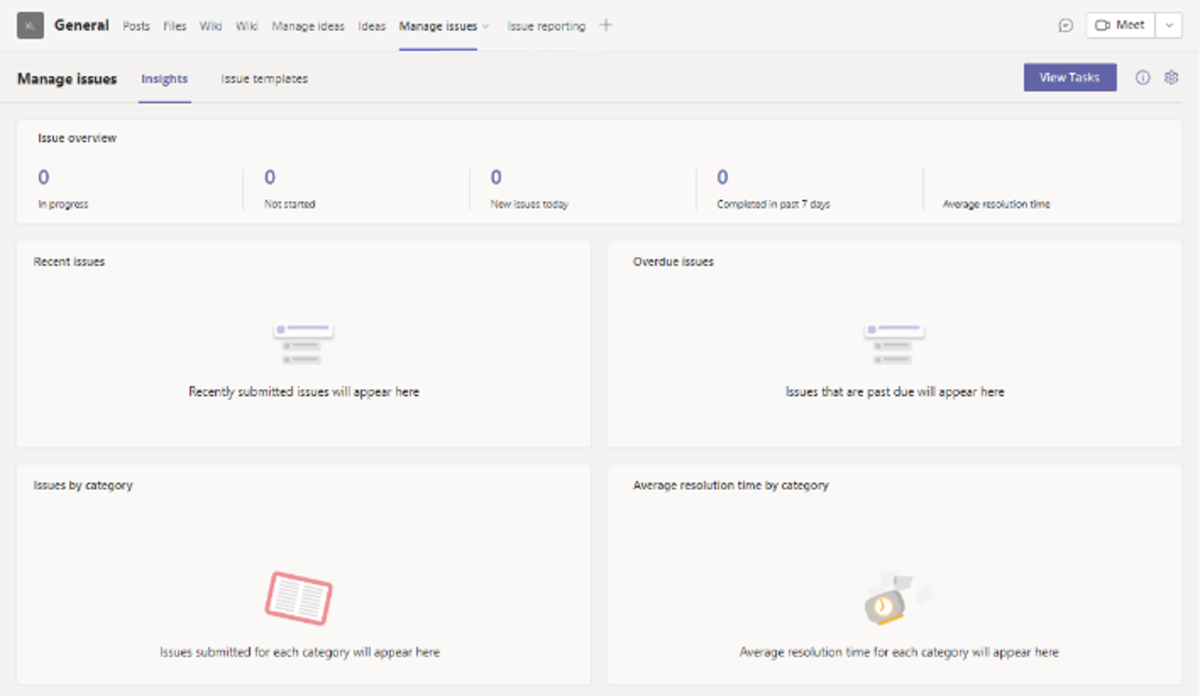 XL General Posts Files Wiki Wiki Manage ideas Ideas Manage issues Issue reporting Meet
Manage issues Insights Issue templates View Tasks
Issue overview
0 0 0 0
In progress Not started New issues today Completed in past 7 days Average resolution time
Recent issues Overdue issues
Recently submitted issues will appear here Issues that are past due will appear here
Issues by category Average resolution time by category
Issues submitted for each category will appear here Average resolution time for each category will appear here